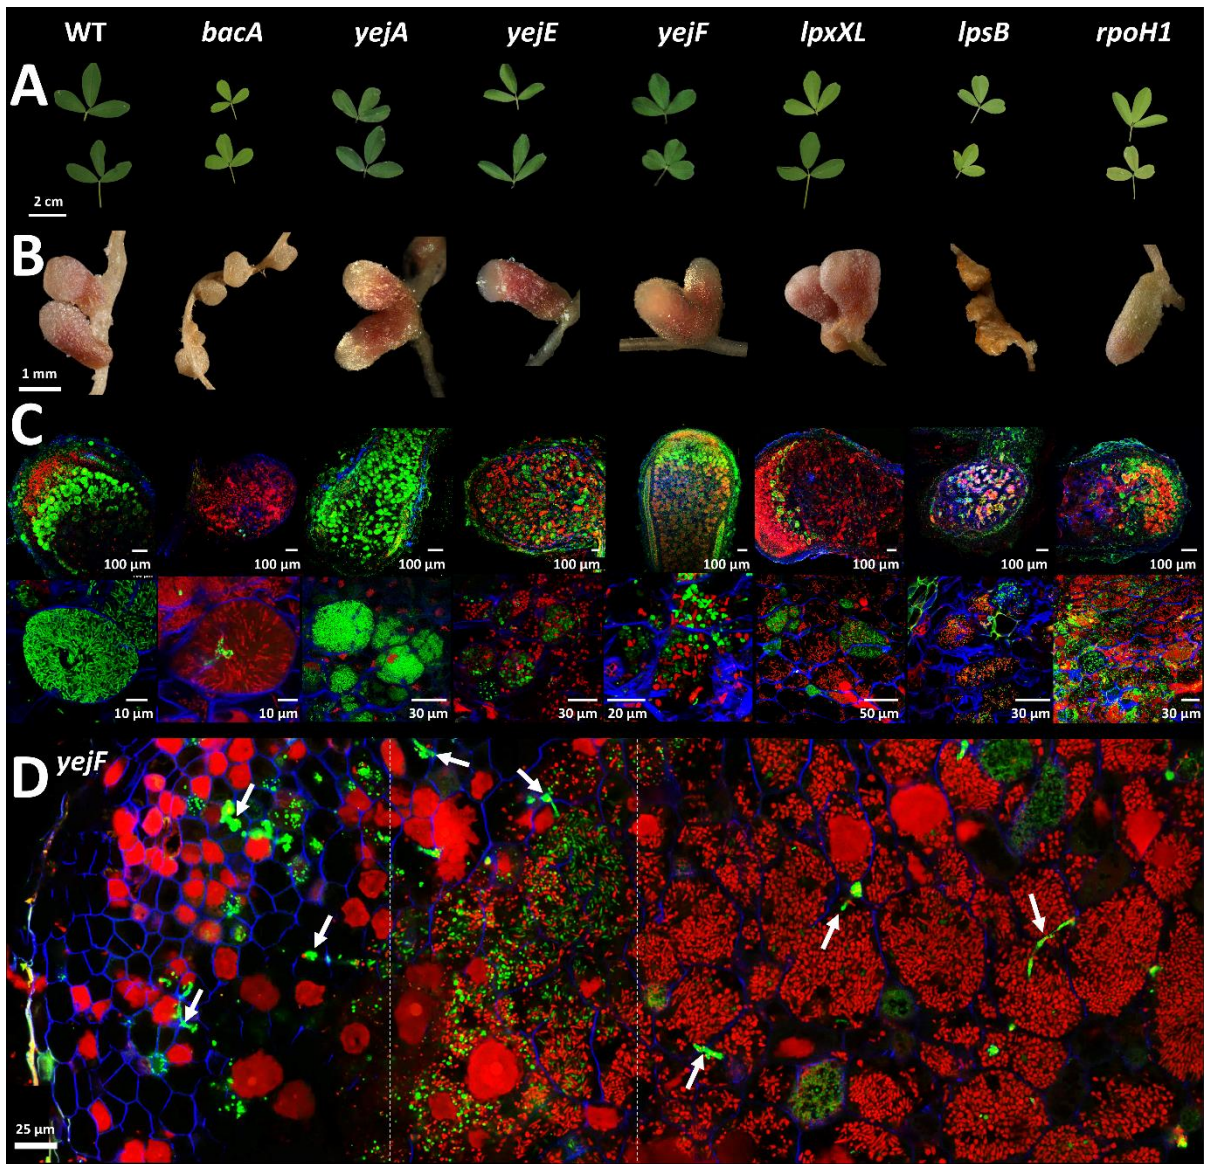 WT bacA yejA yejE yejF lpxXL lpsB rpoH1
A
2 cm
B
1 mm
C
100 µm 100 µm 100 µm 100 µm 100 µm 100 µm 100 µm 100 µm
10 µm 10 µm 30 µm 30 µm 20 µm 50 µm 30 µm 30 µm
D yejF
25 µm